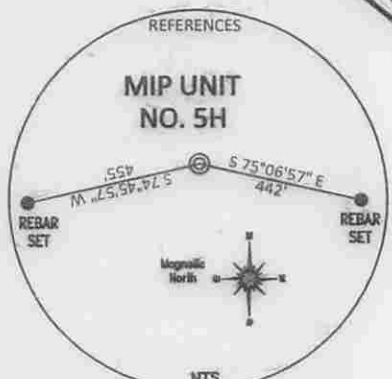 REFERENCES
MIP UNIT
NO. 5H
S 74°45'57" W
455'
S 75°06'57" E
442'
REBAR
SET
REBAR
SET
Magnetic
North
NTS